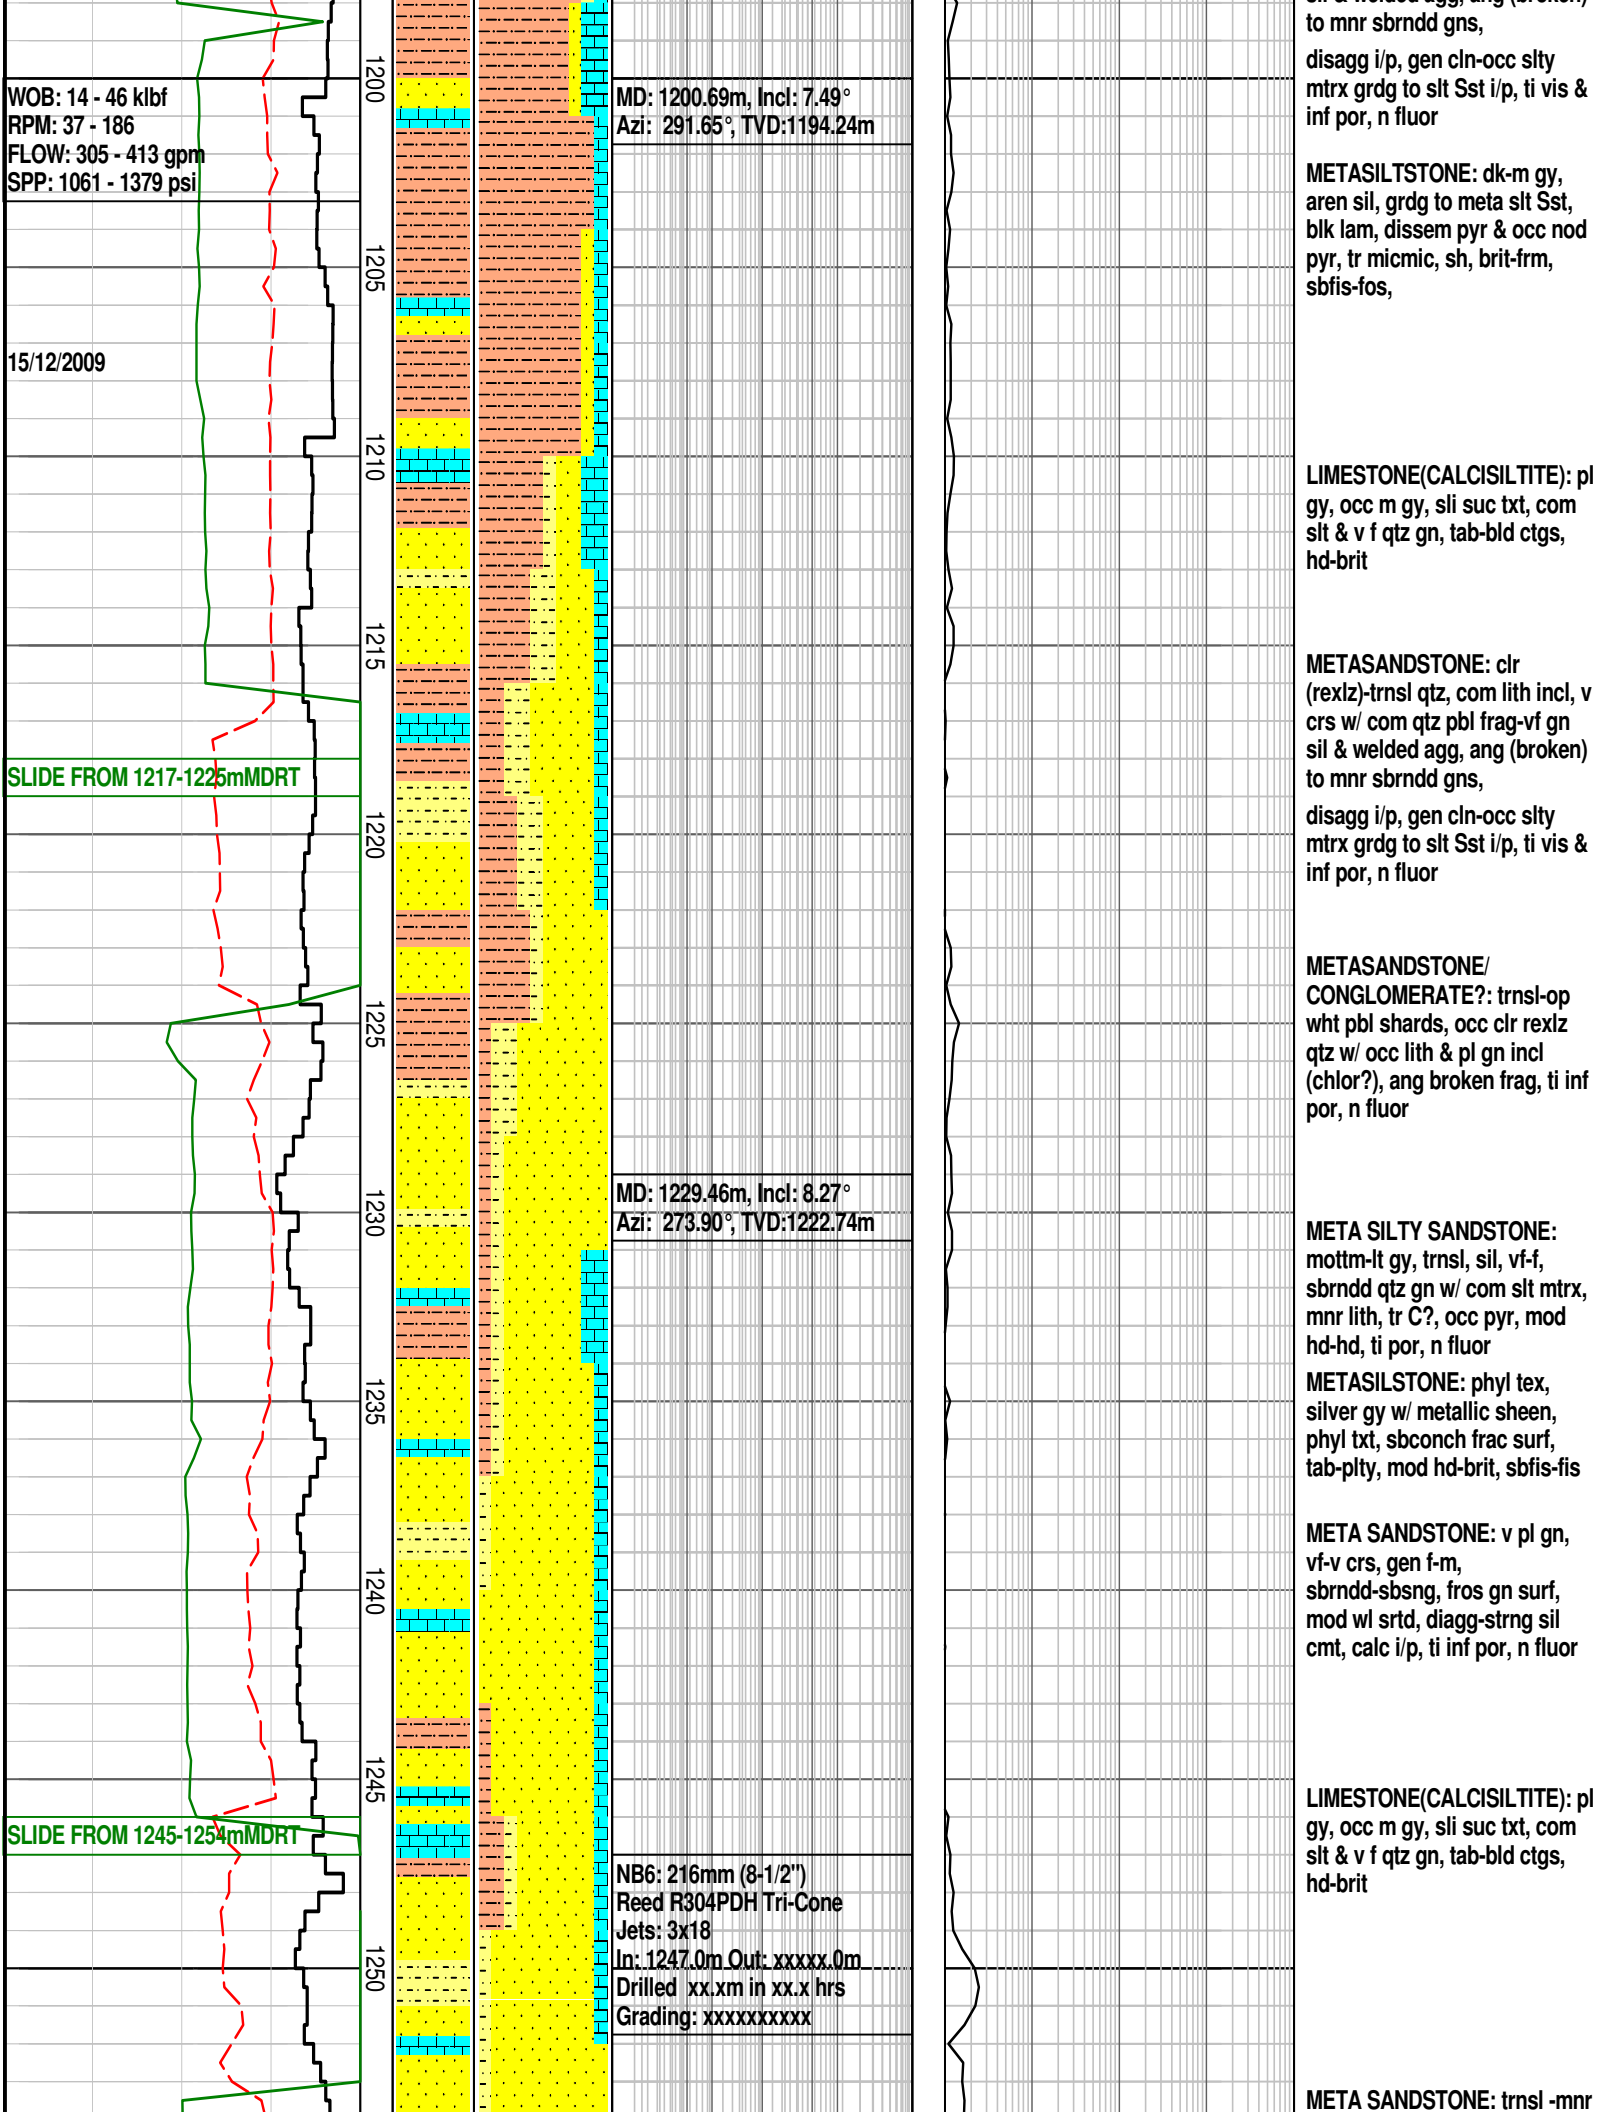 WOB: 14 - 46 klbf
RPM: 37 - 186
FLOW: 305 - 413 gpm
SPP: 1061 - 1379 psi
15/12/2009
SLIDE FROM 1217-1225mMDRT
SLIDE FROM 1245-1254mMDRT
1200
1205
1210
1215
1220
1225
1230
1235
1240
1245
1250
MD: 1200.69m, Incl: 7.49°
Azi: 291.65°, TVD:1194.24m
MD: 1229.46m, Incl: 8.27°
Azi: 273.90°, TVD:1222.74m
NB6: 216mm (8-1/2")
Reed R304PDH Tri-Cone
Jets: 3x18
In: 1247.0m Out: xxxxx.0m
Drilled xx.xm in xx.x hrs
Grading: xxxxxxxxxx
sil & welded agg, ang (broken)
to mnr sbrndd gns,
disagg i/p, gen cln-occ slty
mtrx grdg to slt Sst i/p, ti vis &
inf por, n fluor
METASILTSTONE: dk-m gy,
aren sil, grdg to meta slt Sst,
blk lam, dissem pyr & occ nod
pyr, tr micmic, sh, brit-frm,
sbfis-fos,
LIMESTONE(CALCISILTITE): pl
gy, occ m gy, sli suc txt, com
slt & v f qtz gn, tab-bld ctgs,
hd-brit
METASANDSTONE: clr
(rexlz)-trnsl qtz, com lith incl, v
crs w/ com qtz pbl frag-vf gn
sil & welded agg, ang (broken)
to mnr sbrndd gns,
disagg i/p, gen cln-occ slty
mtrx grdg to slt Sst i/p, ti vis &
inf por, n fluor
METASANDSTONE/
CONGLOMERATE?: trnsl-op
wht pbl shards, occ clr rexlz
qtz w/ occ lith & pl gn incl
(chlor?), ang broken frag, ti inf
por, n fluor
META SILTY SANDSTONE:
mottm-lt gy, trnsl, sil, vf-f,
sbrndd qtz gn w/ com slt mtrx,
mnr lith, tr C?, occ pyr, mod
hd-hd, ti por, n fluor
METASILSTONE: phyl tex,
silver gy w/ metallic sheen,
phyl txt, sbconch frac surf,
tab-plty, mod hd-brit, sbfis-fis
META SANDSTONE: v pl gn,
vf-v crs, gen f-m,
sbrndd-sbsng, fros gn surf,
mod wl srtd, diagg-strng sil
cmt, calc i/p, ti inf por, n fluor
LIMESTONE(CALCISILTITE): pl
gy, occ m gy, sli suc txt, com
slt & v f qtz gn, tab-bld ctgs,
hd-brit
META SANDSTONE: trnsl -mnr